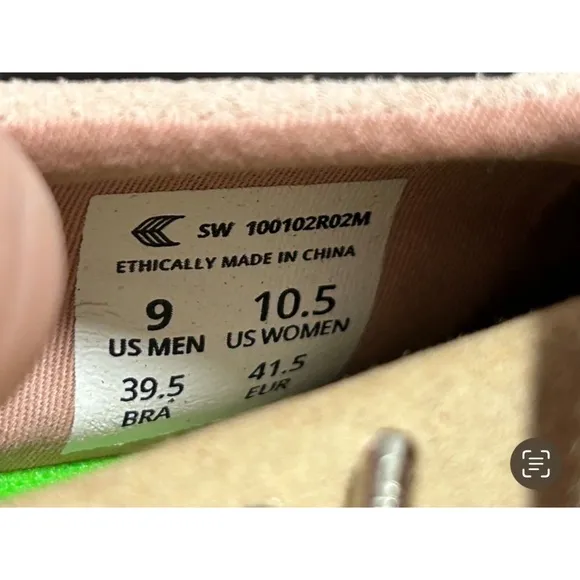 SW 100102R02M
ETHICALLY MADE IN CHINA
9 10.5
US MEN US WOMEN
39.5 41.5
BRA EUR